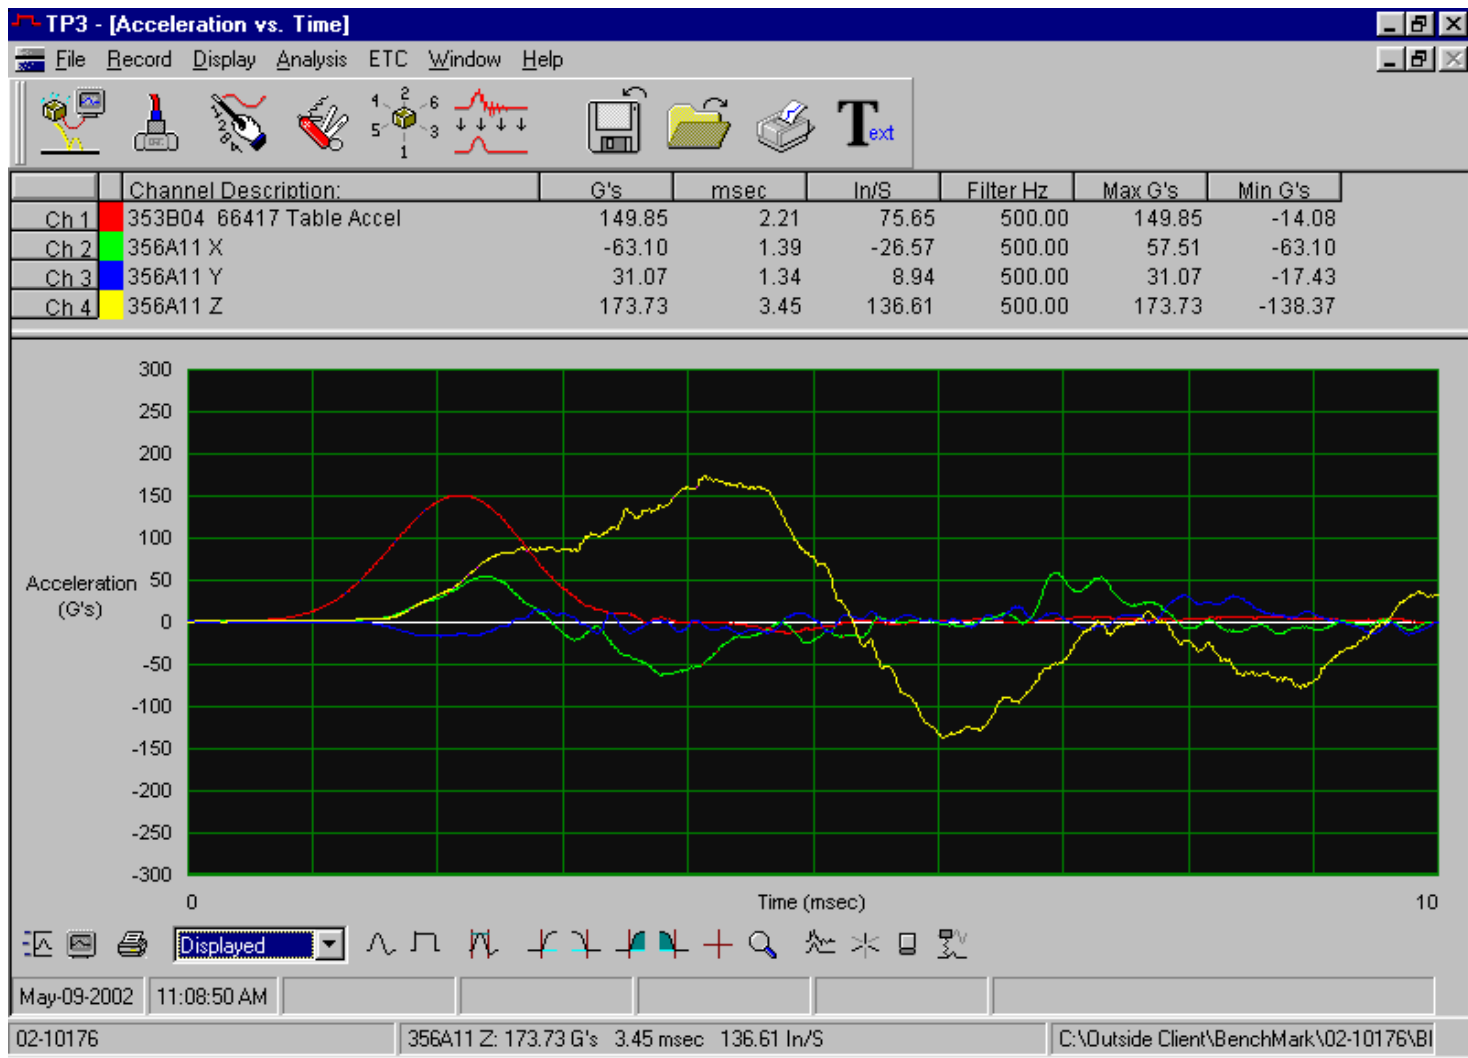 TP3 - [Acceleration vs. Time]
File Record Display Analysis ETC Window Help
1 2 3 4
4 2 6
5 3
1
Text
Channel Description: G's msec In/S Filter Hz Max G's Min G's
Ch 1 353B04 66417 Table Accel 149.85 2.21 75.65 500.00 149.85 -14.08
Ch 2 356A11 X -63.10 1.39 -26.57 500.00 57.51 -63.10
Ch 3 356A11 Y 31.07 1.34 8.94 500.00 31.07 -17.43
Ch 4 356A11 Z 173.73 3.45 136.61 500.00 173.73 -138.37
300
250
200
150
100
Acceleration 50
(G's)
0
-50
-100
-150
-200
-250
-300
0 Time (msec) 10
Displayed
May-09-2002 11:08:50 AM
02-10176 356A11 Z: 173.73 G's 3.45 msec 136.61 In/S C:\Outside Client\BenchMark\02-10176\Bl